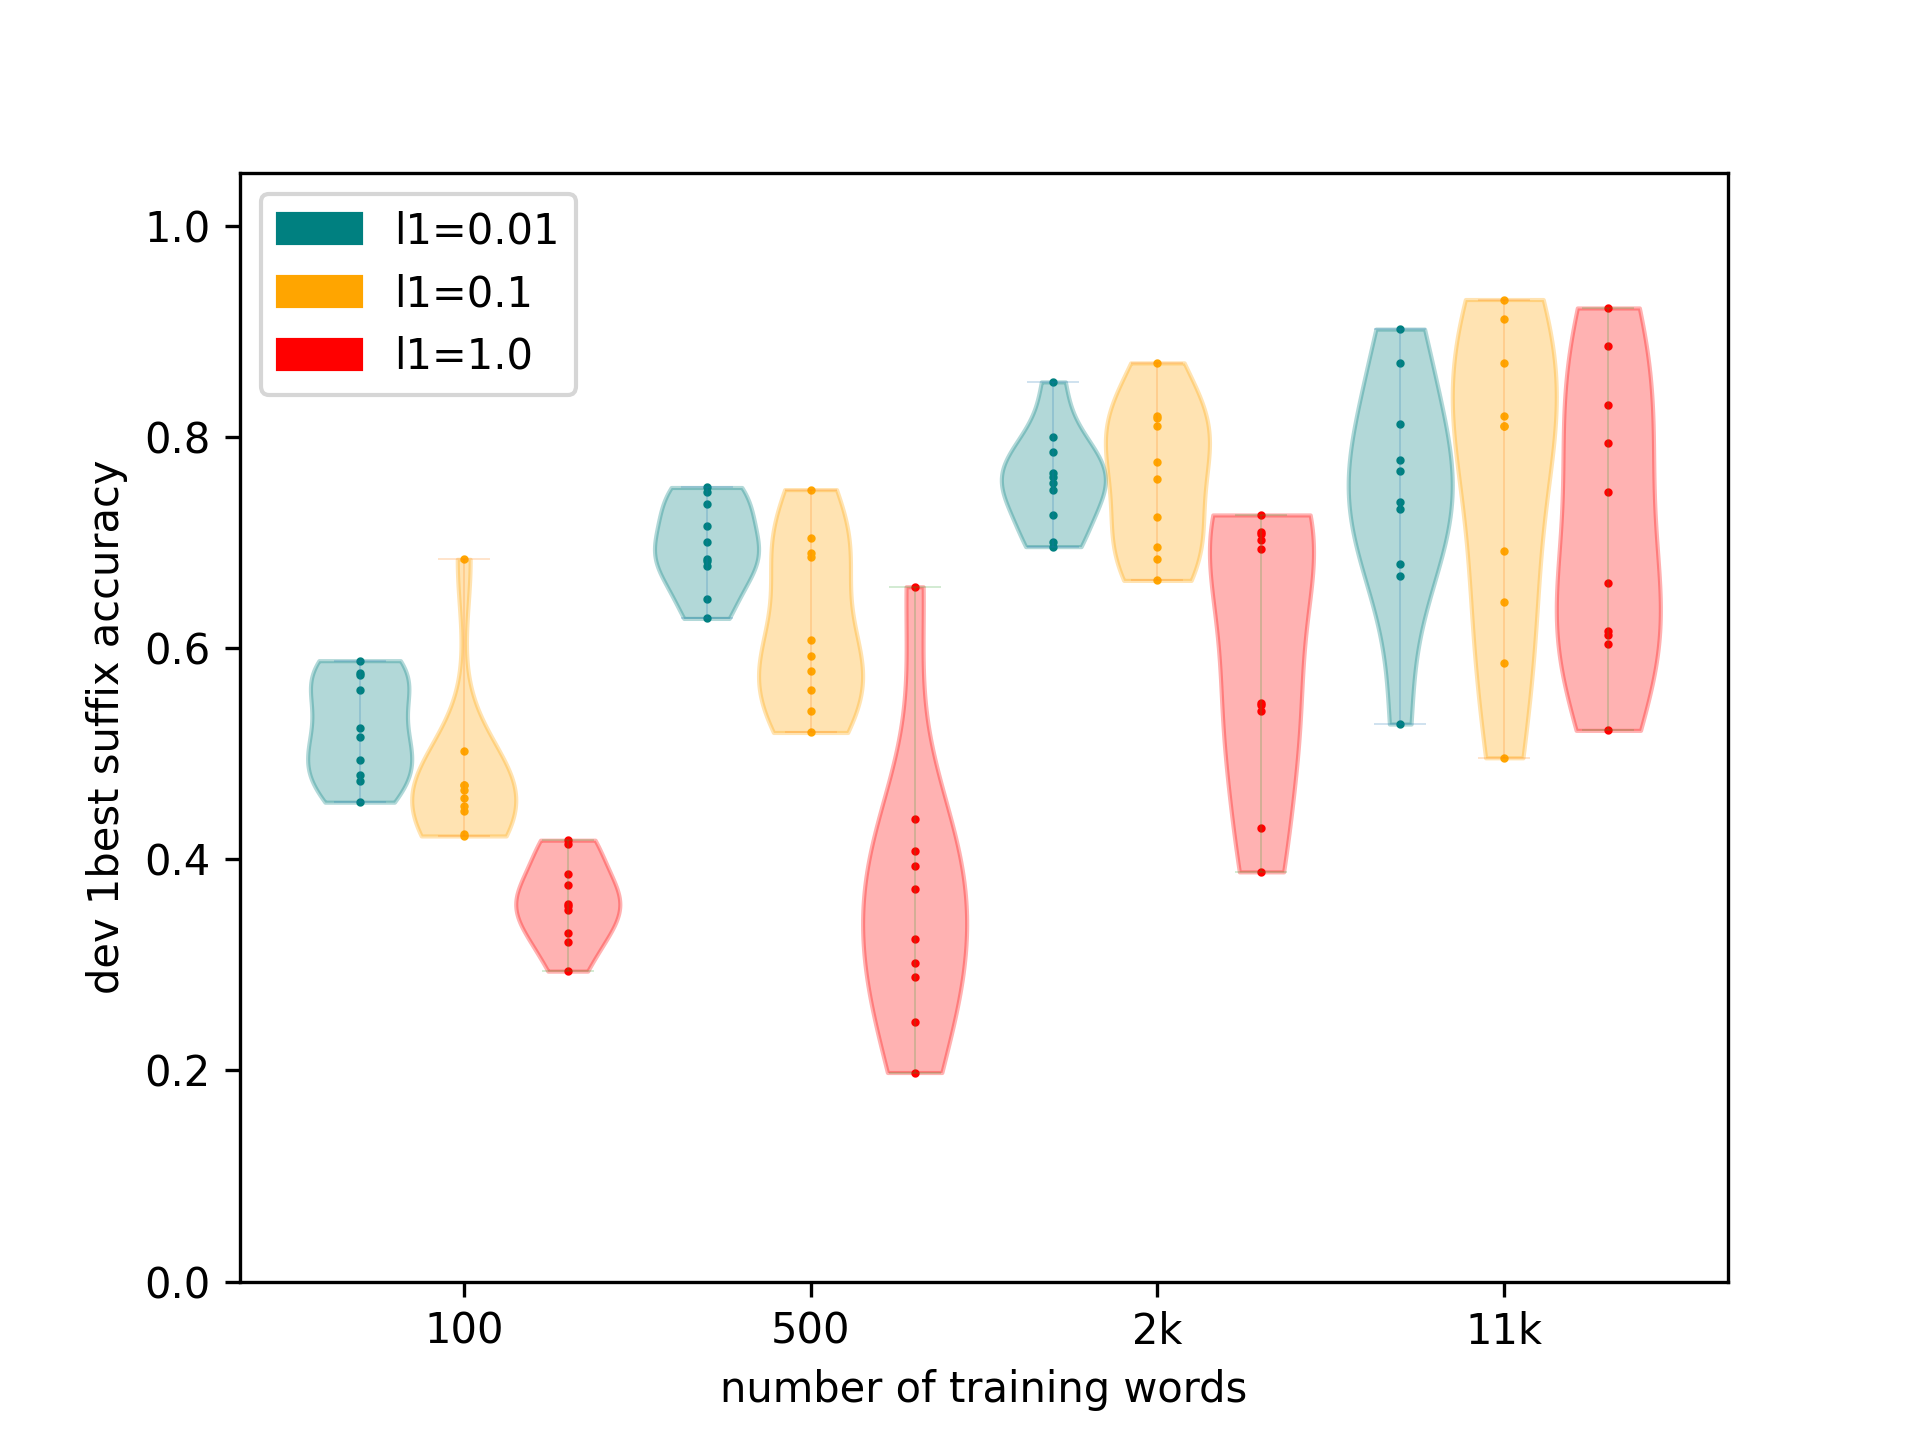 l1=0.01
l1=0.1
l1=1.0
1.0
0.8
0.6
0.4
0.2
0.0
dev 1best suffix accuracy
100 500 2k 11k
number of training words